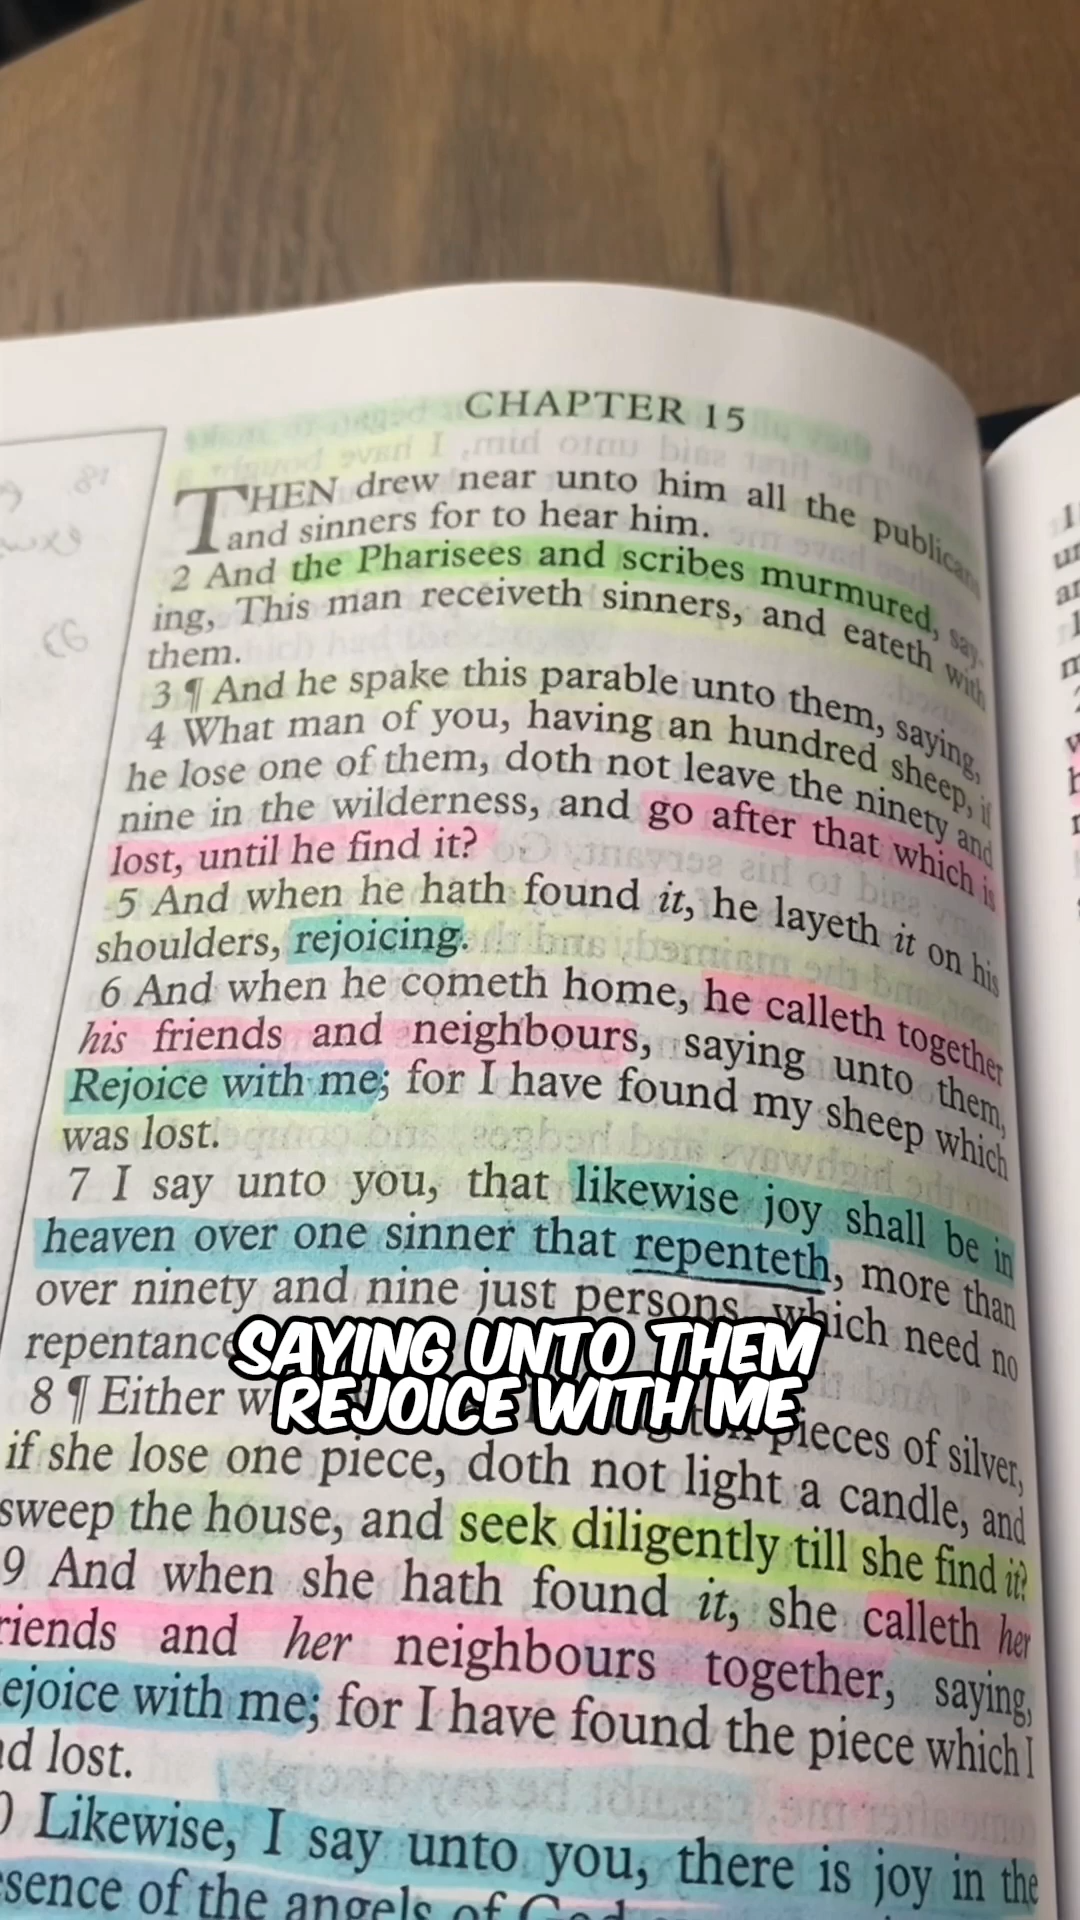 CHAPTER 15
THEN drew near unto him all the publicans
and sinners for to hear him.
2 And the Pharisees and scribes murmured, say-
ing, This man receiveth sinners, and eateth with
them.
3 ¶ And he spake this parable unto them, saying,
4 What man of you, having an hundred sheep, if
he lose one of them, doth not leave the ninety and
nine in the wilderness, and go after that which is
lost, until he find it?
5 And when he hath found it, he layeth it on his
shoulders, rejoicing.
6 And when he cometh home, he calleth together
his friends and neighbours, saying unto them,
Rejoice with me; for I have found my sheep which
was lost.
7 I say unto you, that likewise joy shall be in
heaven over one sinner that repenteth, more than
over ninety and nine just persons, which need no
repentance
SAYING UNTO THEM
REJOICE WITH ME
8 ¶ Either pieces of silver,
if she lose one piece, doth not light a candle, and
sweep the house, and seek diligently till she find it?
9 And when she hath found it, she calleth her
riends and her neighbours together, saying,
ejoice with me; for I have found the piece which I
d lost.
Likewise, I say unto you, there is joy in the
sence of the angels of God